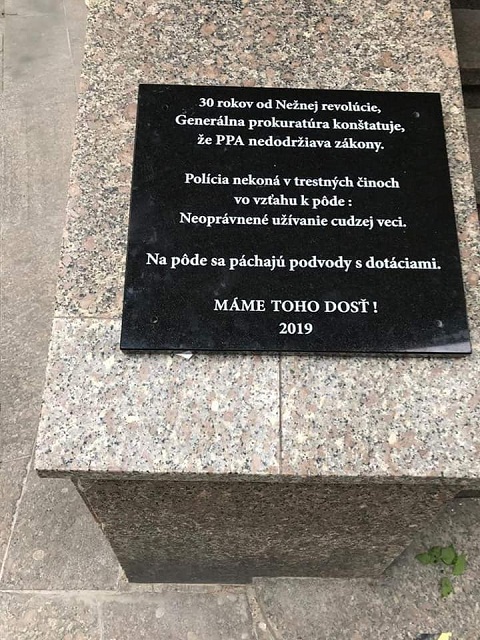 30 rokov od Nežnej revolúcie,
Generálna prokuratúra konštatuje,
že PPA nedodržiava zákony.
Polícia nekoná v trestných činoch
vo vzťahu k pôde :
Neoprávnené užívanie cudzej veci.
Na pôde sa páchajú podvody s dotáciami.
MÁME TOHO DOSŤ !
2019